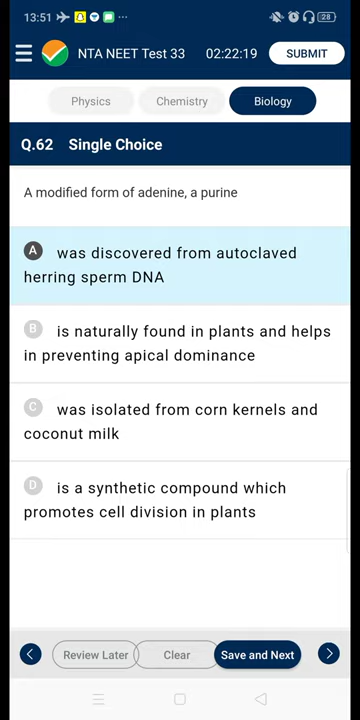 13:51 ... 28
NTA NEET Test 33 02:22:19 SUBMIT
Physics Chemistry Biology
Q.62 Single Choice
A modified form of adenine, a purine
A was discovered from autoclaved
herring sperm DNA
B is naturally found in plants and helps
in preventing apical dominance
C was isolated from corn kernels and
coconut milk
D is a synthetic compound which
promotes cell division in plants
Review Later Clear Save and Next